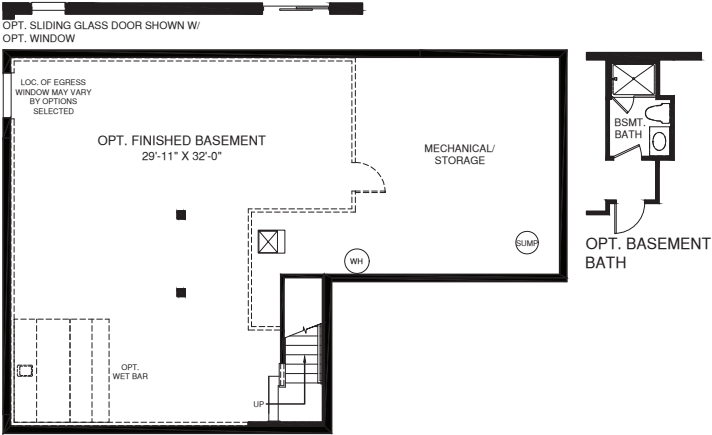 OPT. SLIDING GLASS DOOR SHOWN W/
OPT. WINDOW
LOC. OF EGRESS
WINDOW MAY VARY
BY OPTIONS
SELECTED
OPT. FINISHED BASEMENT
29'-11" X 32'-0"
MECHANICAL/
STORAGE
BSMT.
BATH
SUMP
WH
OPT. BASEMENT
BATH
OPT.
WET BAR
UP